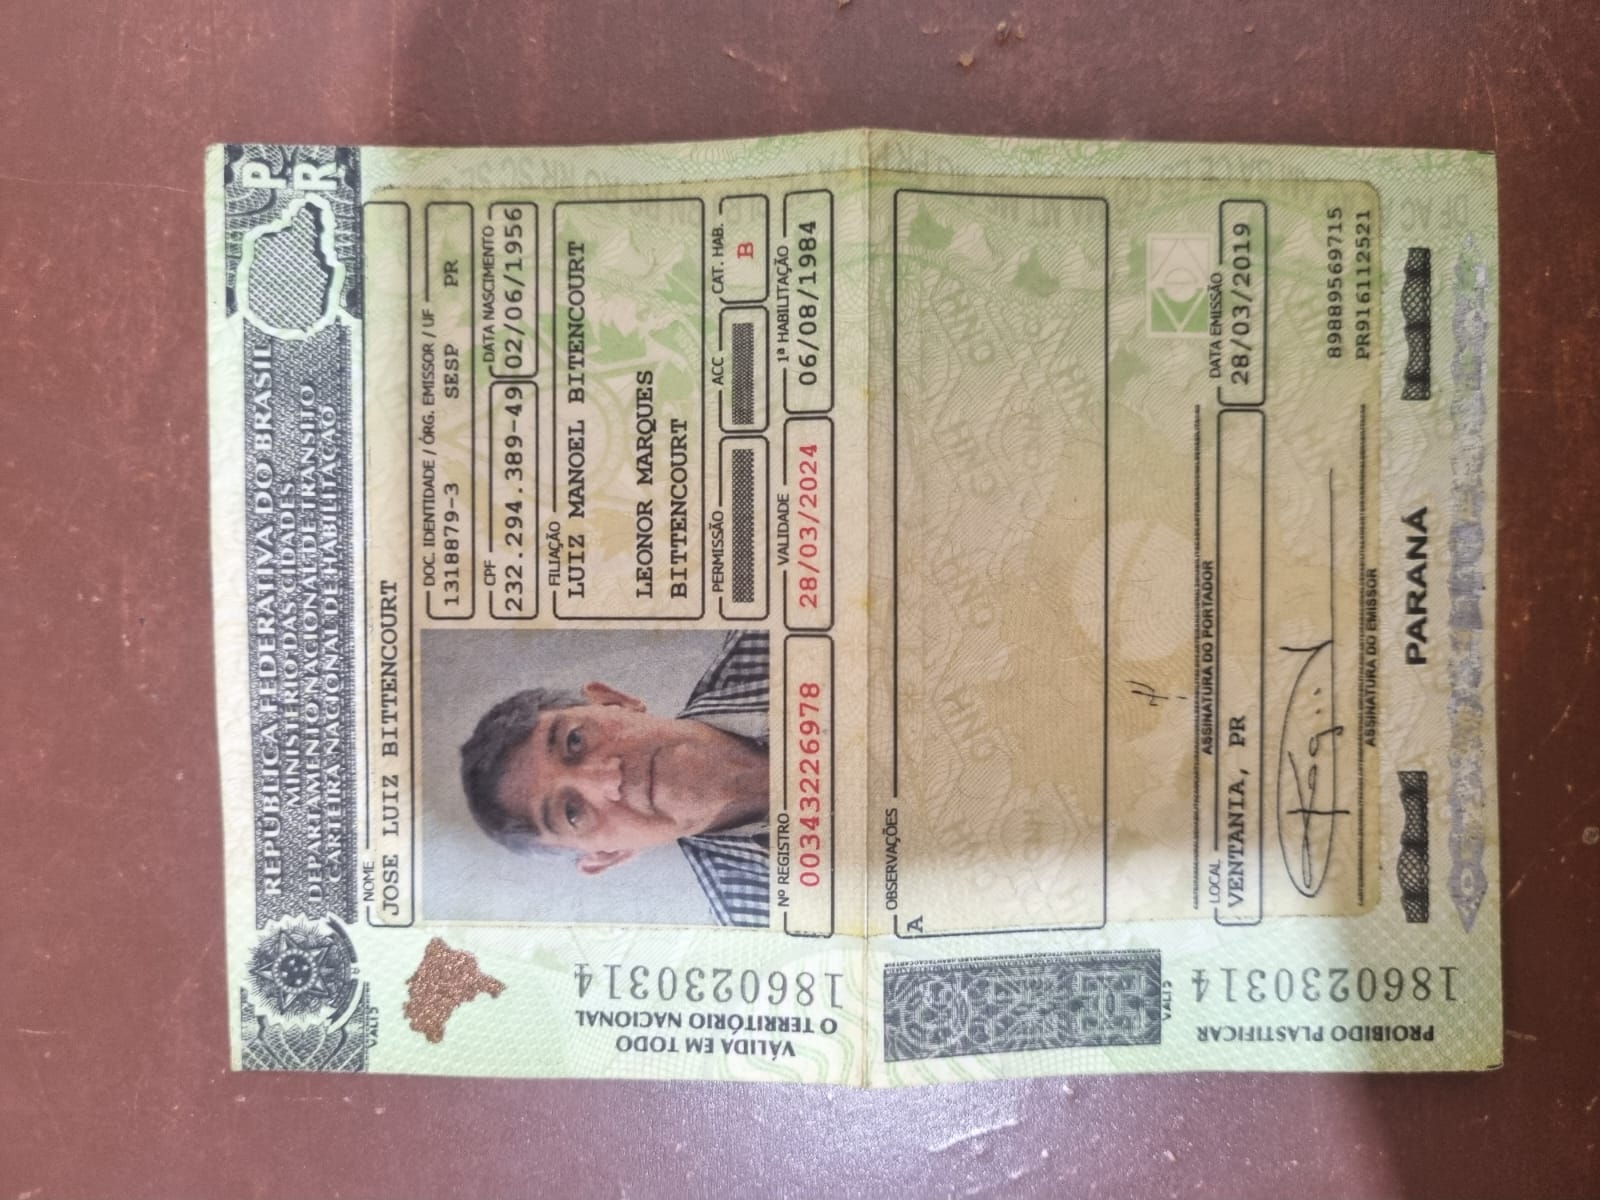 REPÚBLICA FEDERATIVA DO BRASIL
MINISTÉRIO DAS CIDADES
DEPARTAMENTO NACIONAL DE TRÂNSITO
CARTEIRA NACIONAL DE HABILITAÇÃO
PR
NOME
JOSE LUIZ BITTENCOURT
DOC. IDENTIDADE / ÓRG. EMISSOR / UF
1318879-3 SESP PR
CPF
232.294.389-49
DATA NASCIMENTO
02/06/1956
FILIAÇÃO
LUIZ MANOEL BITENCOURT
LEONOR MARQUES
BITTENCOURT
PERMISSÃO
ACC
CAT. HAB.
B
Nº REGISTRO
00343226978
VALIDADE
28/03/2024
1ª HABILITAÇÃO
06/08/1984
VÁLIDA EM TODO
O TERRITÓRIO NACIONAL
1860230314
OBSERVAÇÕES
A
ASSINATURA DO PORTADOR
LOCAL
VENTANIA, PR
DATA EMISSÃO
28/03/2019
89889569715
PR916112521
ASSINATURA DO EMISSOR
PARANÁ
PROIBIDO PLASTIFICAR
1860230314